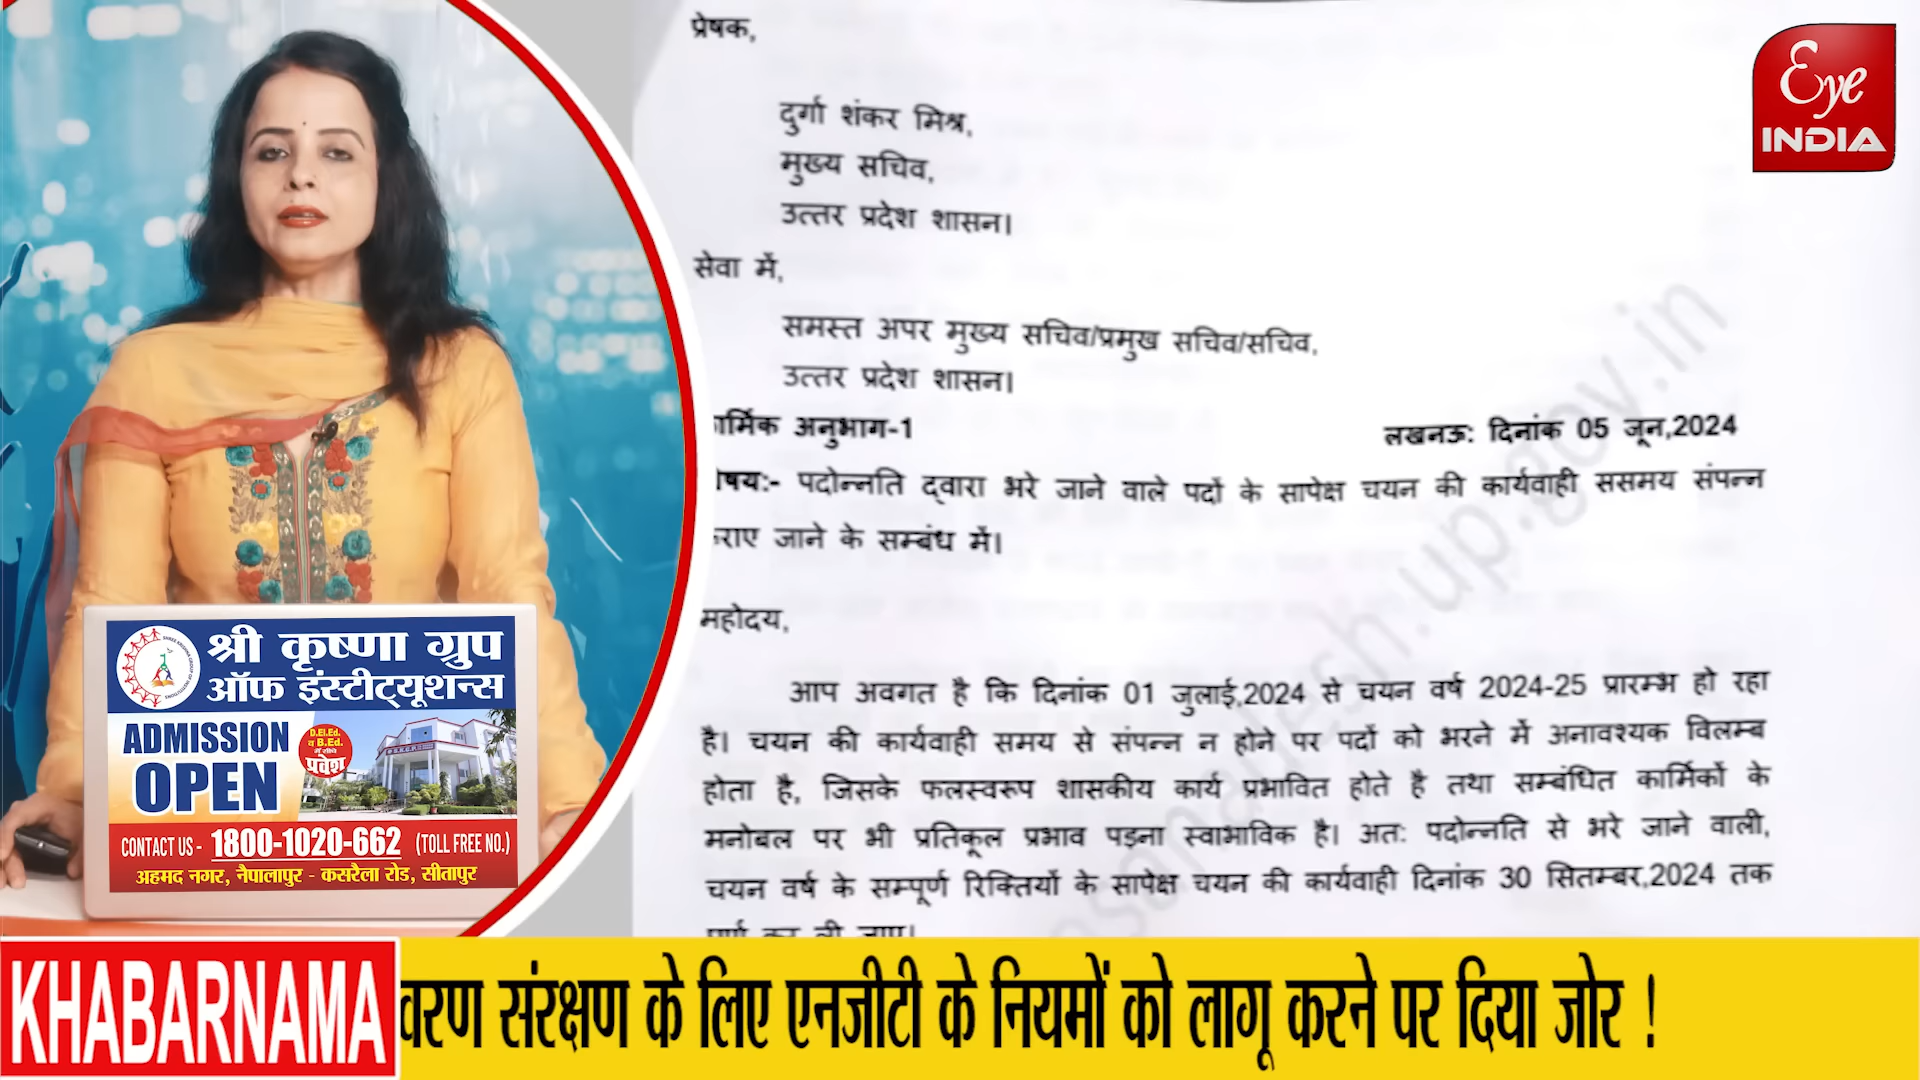 प्रेषक,
दुर्गा शंकर मिश्र,
मुख्य सचिव,
उत्तर प्रदेश शासन।
सेवा में,
समस्त अपर मुख्य सचिव/प्रमुख सचिव/सचिव,
उत्तर प्रदेश शासन।
र्मिक अनुभाग-1
लखनऊः दिनांक 05 जून,2024
षयः- पदोन्नति द्वारा भरे जाने वाले पदों के सापेक्ष चयन की कार्यवाही ससमय संपन्न
राए जाने के सम्बंध में।
महोदय,
आप अवगत है कि दिनांक 01 जुलाई,2024 से चयन वर्ष 2024-25 प्रारम्भ हो रहा
है। चयन की कार्यवाही समय से संपन्न न होने पर पदों को भरने में अनावश्यक विलम्ब
होता है, जिसके फलस्वरूप शासकीय कार्य प्रभावित होते है तथा सम्बंधित कार्मिकों के
मनोबल पर भी प्रतिकूल प्रभाव पड़ना स्वाभाविक है। अतः पदोन्नति से भरे जाने वाली,
चयन वर्ष के सम्पूर्ण रिक्तियों के सापेक्ष चयन की कार्यवाही दिनांक 30 सितम्बर,2024 तक
Eye
INDIA
श्री कृष्णा ग्रुप
ऑफ इंस्टीट्यूशन्स
ADMISSION
OPEN
D.El.Ed.
व B.Ed.
में सीधे
प्रवेश
CONTACT US - 1800-1020-662 (TOLL FREE NO.)
अहमद नगर, नैपालापुर - कसरैला रोड, सीतापुर
KHABARNAMA
वरण संरक्षण के लिए एनजीटी के नियमों को लागू करने पर दिया जोर !